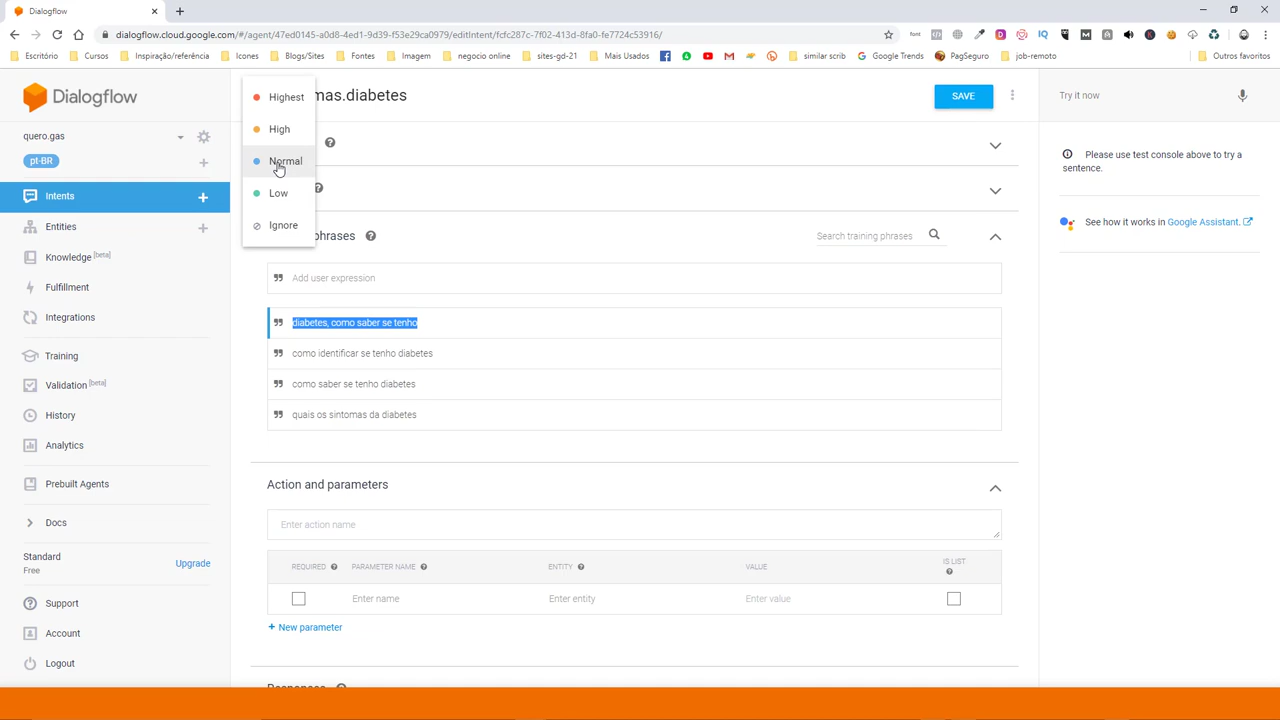 Dialogflow
dialogflow.cloud.google.com/#/agent/47ed0145-a0d8-4ed1-9d39-f53e29ca0979/editIntent/fcfc287c-7f02-413d-8fa0-fe7724c53916/
Escritório
Cursos
Inspiração/referência
Icones
Blogs/Sites
Fontes
Imagem
negocio online
sites-gd-21
Mais Usados
similar scrib
Google Trends
PagSeguro
job-remoto
Outros favoritos
Dialogflow
quero.gas
pt-BR
Intents
Entities
Knowledge [beta]
Fulfillment
Integrations
Training
Validation [beta]
History
Analytics
Prebuilt Agents
Docs
Standard
Free
Upgrade
Support
Account
Logout
Highest
High
Normal
Low
Ignore
mas.diabetes
SAVE
phrases
Search training phrases
Add user expression
diabetes, como saber se tenho
como identificar se tenho diabetes
como saber se tenho diabetes
quais os sintomas da diabetes
Action and parameters
Enter action name
REQUIRED
PARAMETER NAME
ENTITY
VALUE
IS LIST
Enter name
Enter entity
Enter value
+ New parameter
Try it now
Please use test console above to try a
sentence.
See how it works in Google Assistant.